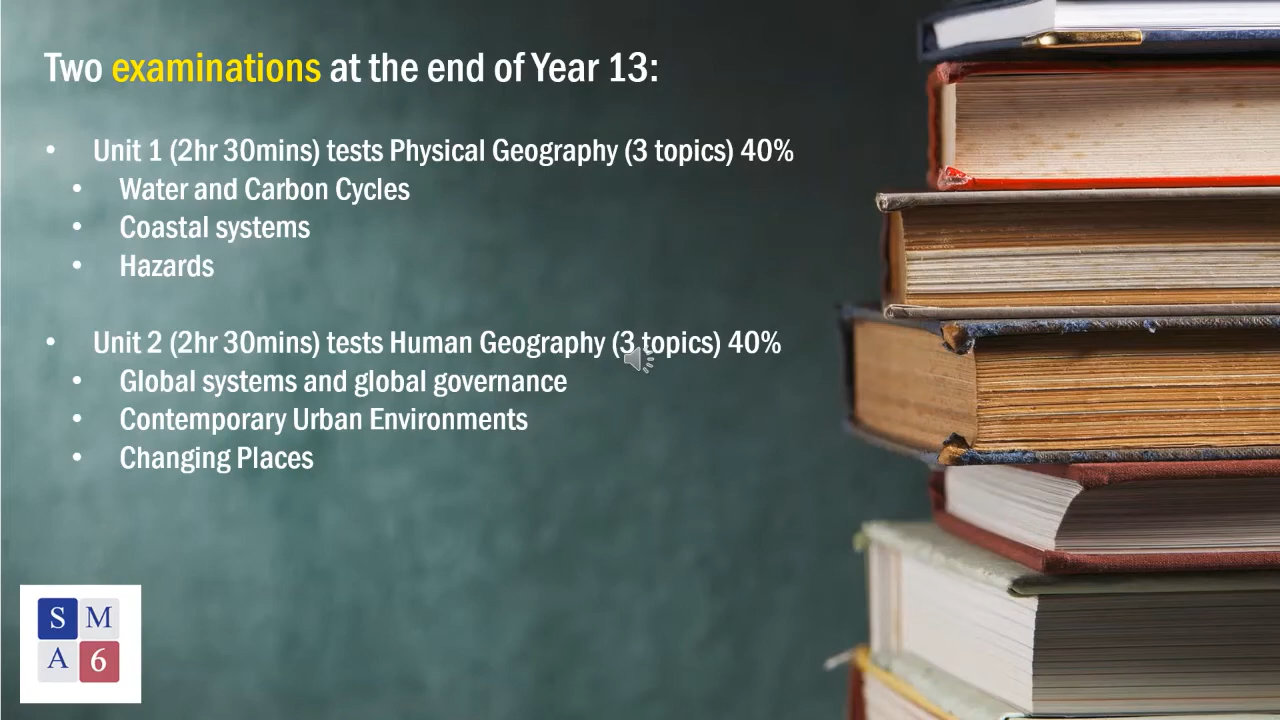 Two examinations at the end of Year 13:
• Unit 1 (2hr 30mins) tests Physical Geography (3 topics) 40%
• Water and Carbon Cycles
• Coastal systems
• Hazards
• Unit 2 (2hr 30mins) tests Human Geography (3 topics) 40%
• Global systems and global governance
• Contemporary Urban Environments
• Changing Places
S M
A 6